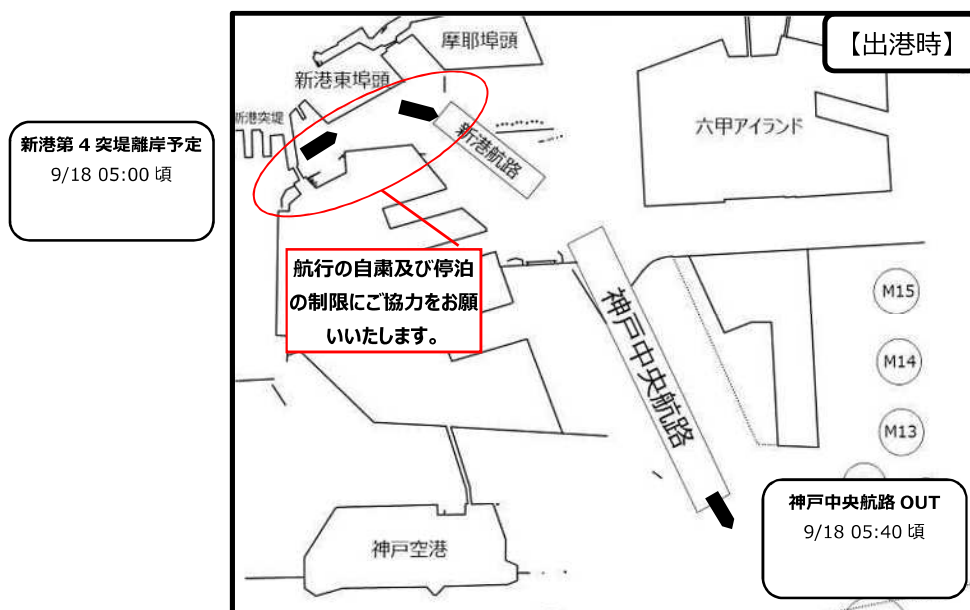 【出港時】
摩耶埠頭
新港東埠頭
新港突堤
新港航路
六甲アイランド
新港第4突堤離岸予定
9/18 05:00 頃
航行の自粛及び停泊
の制限にご協力をお願
いいたします。
神戸中央航路
M15
M14
M13
神戸中央航路 OUT
9/18 05:40 頃
神戸空港